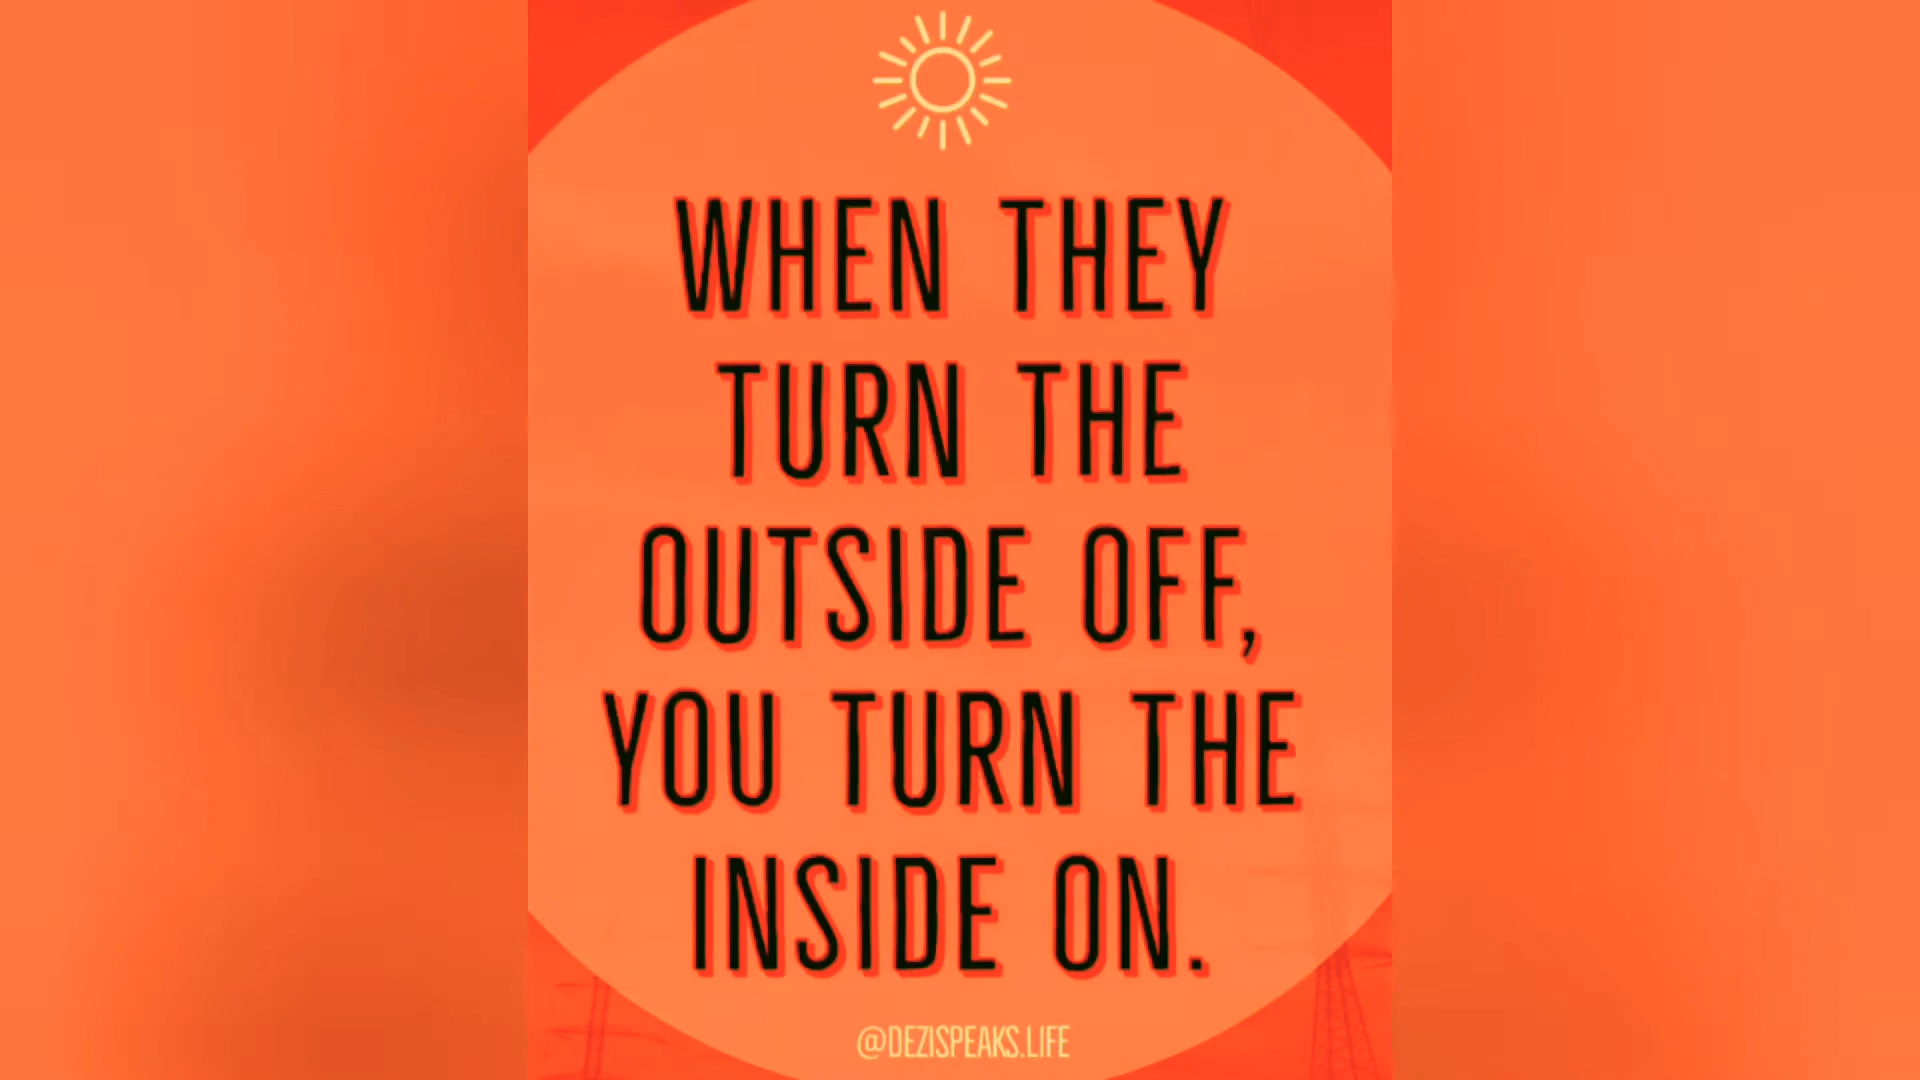 WHEN THEY
TURN THE
OUTSIDE OFF,
YOU TURN THE
INSIDE ON.
@DEZISPEAKS.LIFE